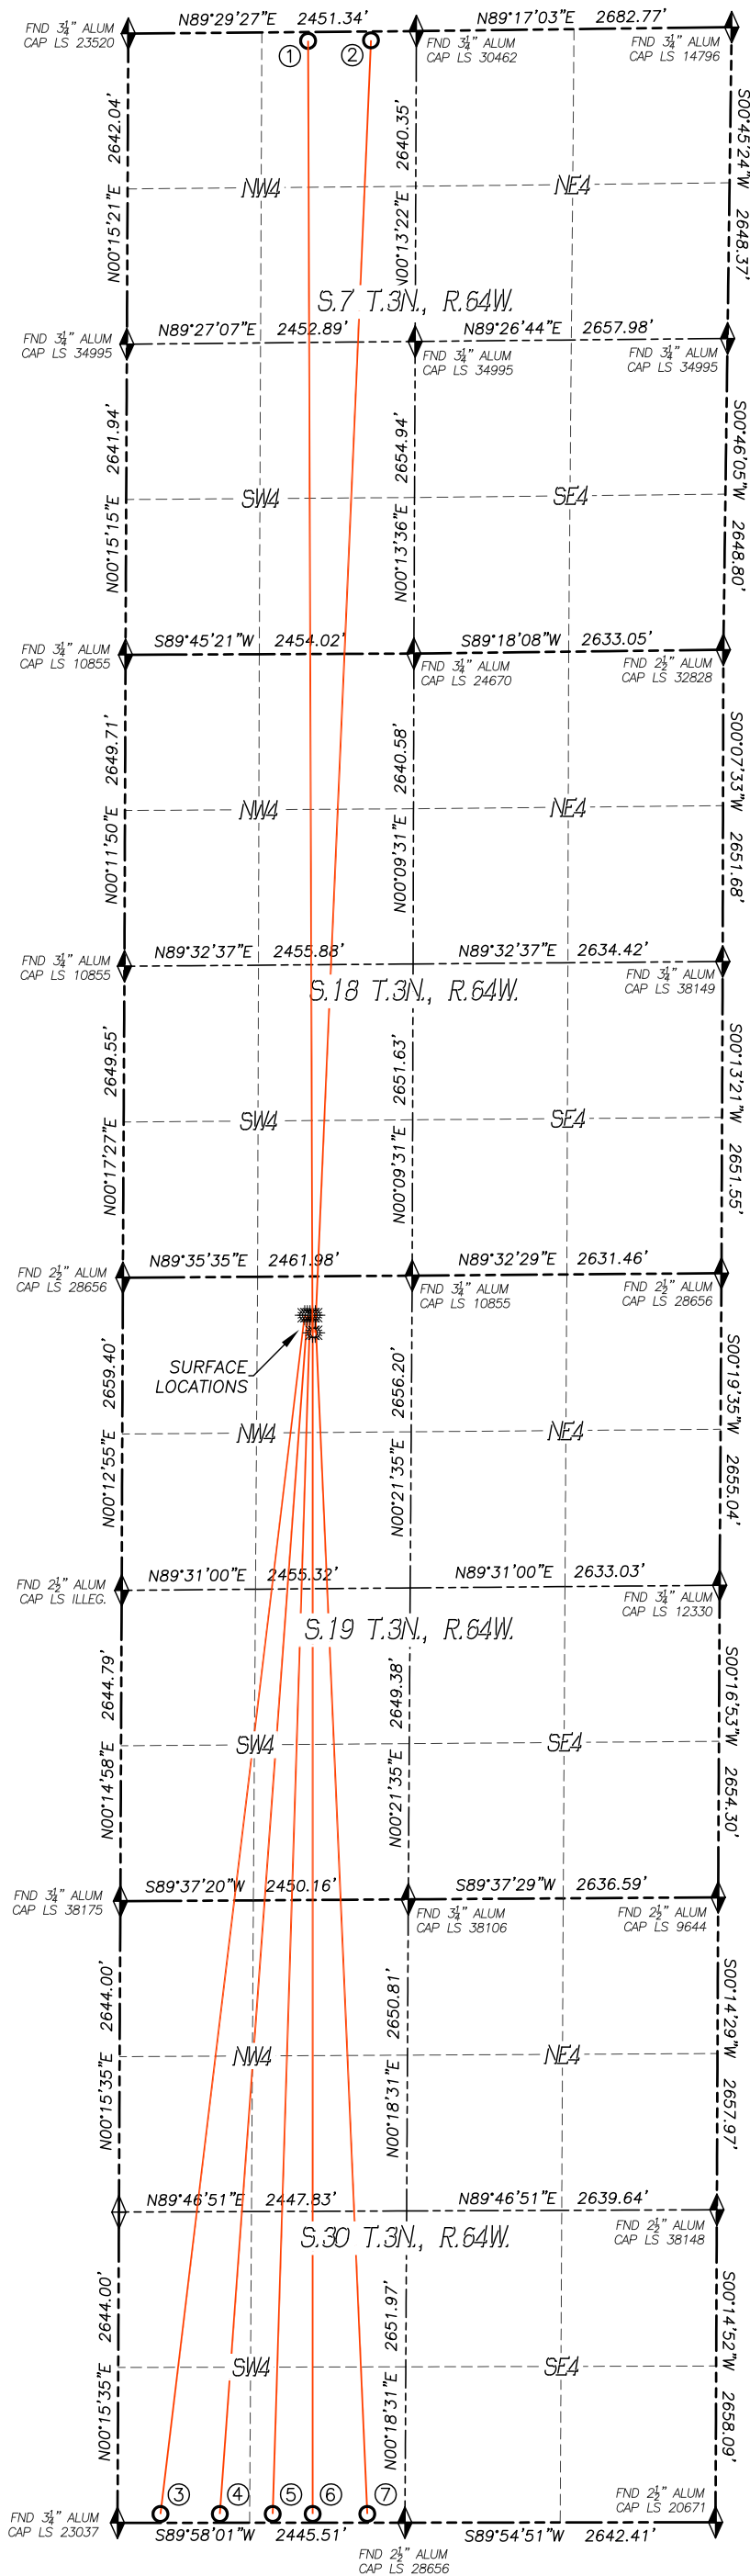 N89°29'27"E 2451.34'
N89°17'03"E 2682.77'
FND 3¼" ALUM
CAP LS 23520
① ②
FND 3¼" ALUM
CAP LS 30462
FND 3¼" ALUM
CAP LS 14796
N00°15'21"E 2642.04'
N00°13'22"E 2640.35'
S00°45'24"W 2648.37'
NW4
NE4
S.7 T.3N., R.64W.
N89°27'07"E 2452.89'
N89°26'44"E 2657.98'
FND 3¼" ALUM
CAP LS 34995
FND 3¼" ALUM
CAP LS 34995
FND 3¼" ALUM
CAP LS 34995
N00°15'15"E 2641.94'
N00°13'36"E 2654.94'
S00°46'05"W 2648.80'
SW4
SE4
S89°45'21"W 2454.02'
S89°18'08"W 2633.05'
FND 3¼" ALUM
CAP LS 10855
FND 3¼" ALUM
CAP LS 24670
FND 2½" ALUM
CAP LS 32828
N00°11'50"E 2649.71'
N00°09'31"E 2640.58'
S00°07'33"W 2651.68'
NW4
NE4
N89°32'37"E 2455.88'
N89°32'37"E 2634.42'
FND 3¼" ALUM
CAP LS 10855
FND 3¼" ALUM
CAP LS 38149
S.18 T.3N., R.64W.
N00°17'27"E 2649.55'
N00°09'31"E 2651.63'
S00°13'21"W 2651.55'
SW4
SE4
N89°35'35"E 2461.98'
N89°32'29"E 2631.46'
FND 2½" ALUM
CAP LS 28656
FND 3¼" ALUM
CAP LS 10855
FND 2½" ALUM
CAP LS 28656
SURFACE
LOCATIONS
N00°12'55"E 2659.40'
N00°21'35"E 2656.20'
S00°19'35"W 2655.04'
NW4
NE4
N89°31'00"E 2455.32'
N89°31'00"E 2633.03'
FND 2½" ALUM
CAP LS ILLEG.
FND 3¼" ALUM
CAP LS 12330
S.19 T.3N., R.64W.
N00°14'58"E 2644.79'
N00°21'35"E 2649.38'
S00°16'53"W 2654.30'
SW4
SE4
S89°37'20"W 2450.16'
S89°37'29"W 2636.59'
FND 3¼" ALUM
CAP LS 38175
FND 3¼" ALUM
CAP LS 38106
FND 2½" ALUM
CAP LS 9644
N00°15'35"E 2644.00'
N00°18'31"E 2650.81'
S00°14'29"W 2657.97'
NW4
NE4
N89°46'51"E 2447.83'
N89°46'51"E 2639.64'
FND 2½" ALUM
CAP LS 38148
S.30 T.3N., R.64W.
N00°15'35"E 2644.00'
N00°18'31"E 2651.97'
S00°14'52"W 2658.09'
SW4
SE4
③ ④ ⑤ ⑥ ⑦
FND 3¼" ALUM
CAP LS 23037
FND 2½" ALUM
CAP LS 20671
S89°58'01"W 2445.51'
S89°54'51"W 2642.41'
FND 2½" ALUM
CAP LS 28656